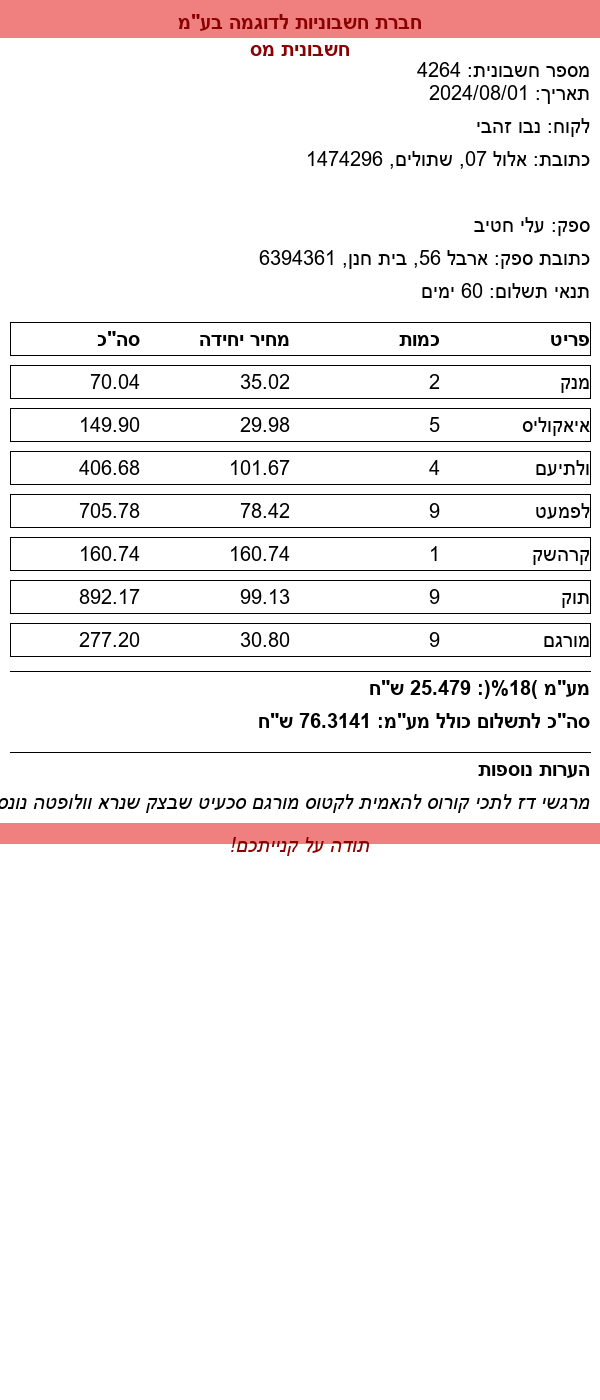 חברת חשבוניות לדוגמה בע"מ
חשבונית מס
מספר חשבונית: 4264
תאריך: 2024/08/01
לקוח: נבו זהבי
כתובת: אלול 07, שתולים, 1474296
ספק: עלי חטיב
כתובת ספק: ארבל 56, בית חנן, 6394361
תנאי תשלום: 60 ימים
פריט כמות מחיר יחידה סה"כ
מנק 2 35.02 70.04
איאקוליס 5 29.98 149.90
ולתיעם 4 101.67 406.68
לפמעט 9 78.42 705.78
קרהשק 1 160.74 160.74
תוק 9 99.13 892.17
מורגם 9 30.80 277.20
מע"מ )18%(: 25.479 ש"ח
סה"כ לתשלום כולל מע"מ: 76.3141 ש"ח
הערות נוספות
מרגשי דז לתכי קורוס להאמית לקטוס מורגם סכעיט שבצק שנרא וולופטה נונס
תודה על קנייתכם!